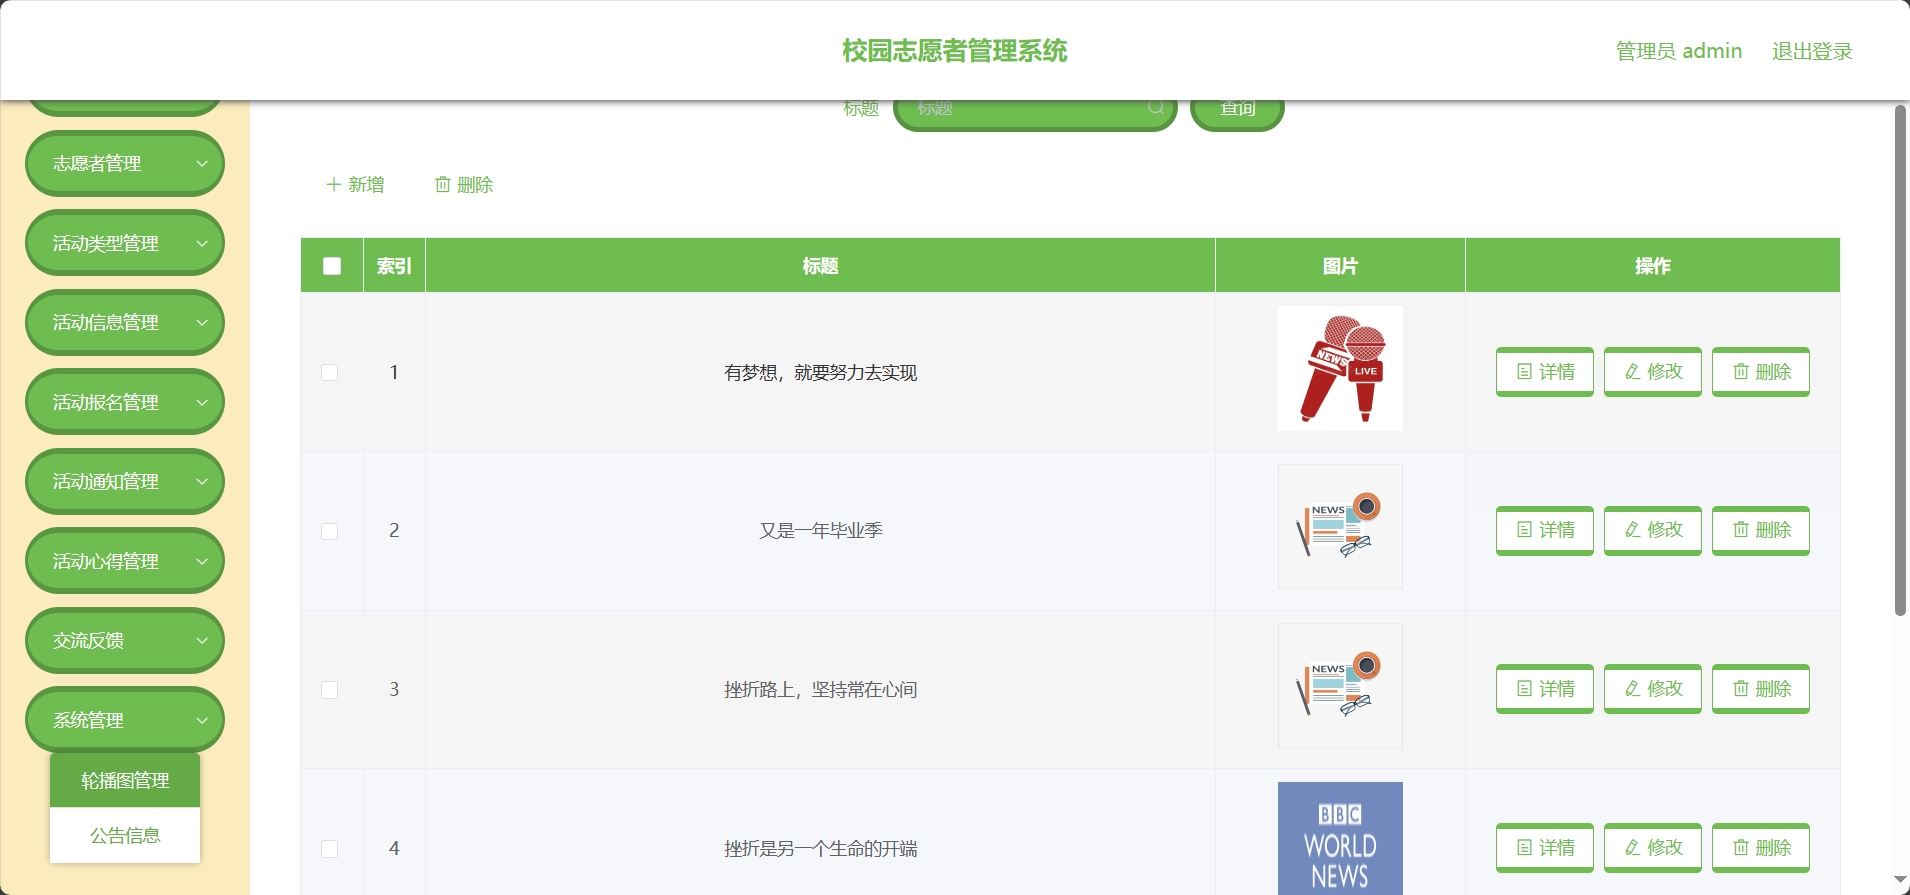 校园志愿者管理系统
管理员 admin
退出登录
标题
标题
查询
志愿者管理
活动类型管理
活动信息管理
活动报名管理
活动通知管理
活动心得管理
交流反馈
系统管理
轮播图管理
公告信息
新增
删除
索引
标题
图片
操作
1
有梦想，就要努力去实现
NEWS
LIVE
详情
修改
删除
2
又是一年毕业季
NEWS
详情
修改
删除
3
挫折路上，坚持常在心间
NEWS
详情
修改
删除
4
挫折是另一个生命的开端
BBC
WORLD
NEWS
详情
修改
删除